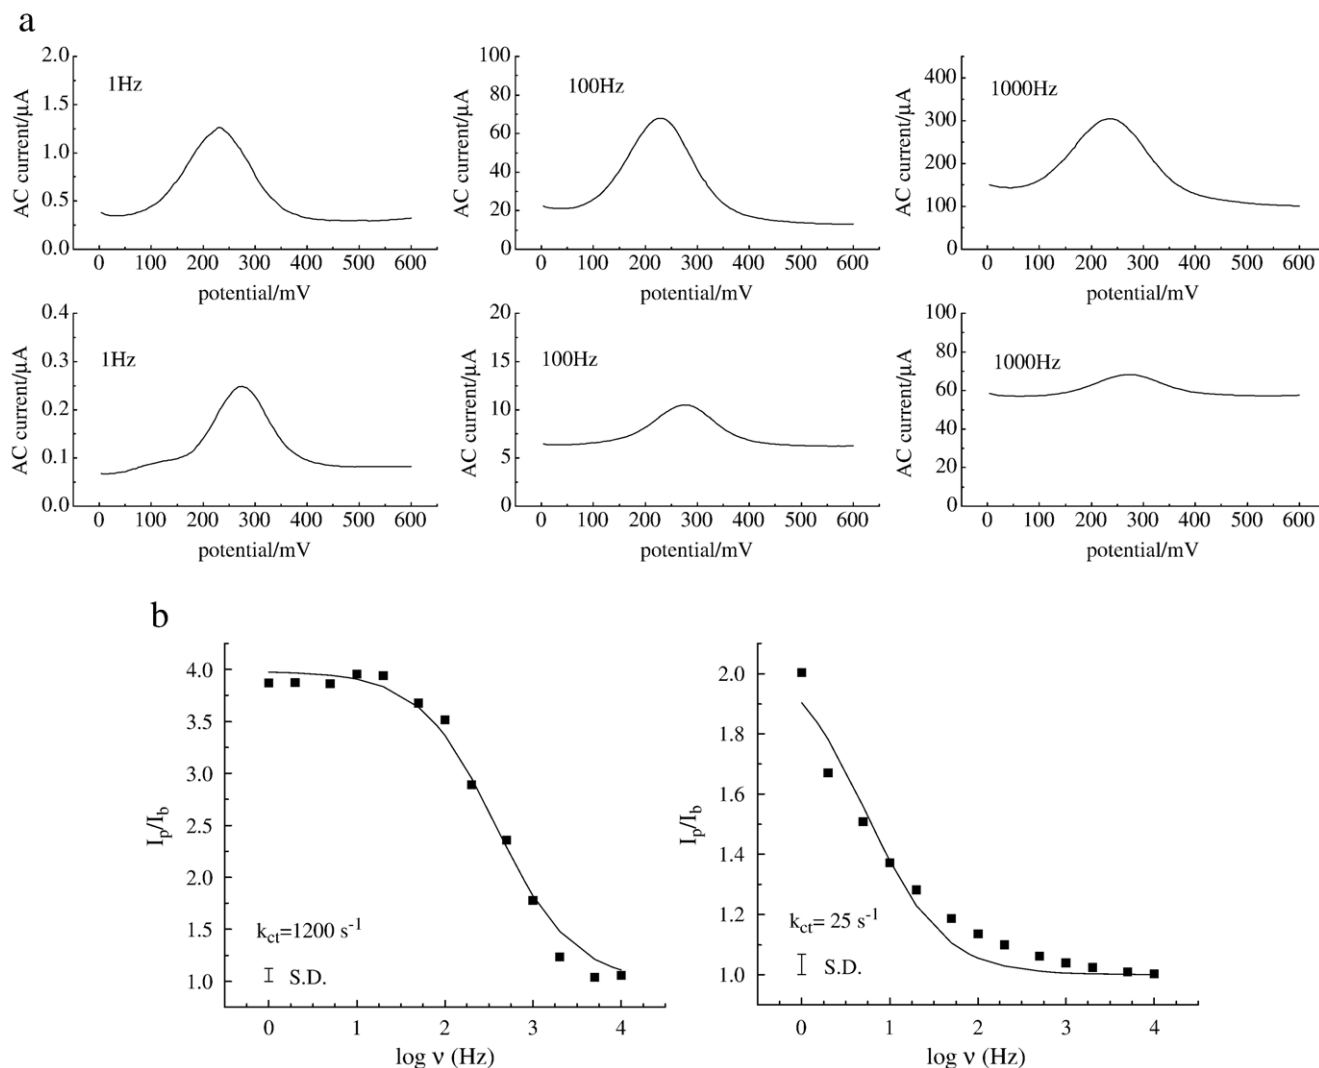 a
2.0
1.5
1.0
0.5
0.0
AC current/μA
1Hz
0 100 200 300 400 500 600
potential/mV
100
80
60
40
20
0
AC current/μA
100Hz
0 100 200 300 400 500 600
potential/mV
400
300
200
100
0
AC current/μA
1000Hz
0 100 200 300 400 500 600
potential/mV
0.4
0.3
0.2
0.1
0.0
AC current/μA
1Hz
0 100 200 300 400 500 600
potential/mV
20
15
10
5
0
AC current/μA
100Hz
0 100 200 300 400 500 600
potential/mV
100
80
60
40
20
0
AC current/μA
1000Hz
0 100 200 300 400 500 600
potential/mV
b
4.0
3.5
3.0
2.5
2.0
1.5
1.0
I_p/I_b
k_ct=1200 s^-1
S.D.
0 1 2 3 4
log ν (Hz)
2.0
1.8
1.6
1.4
1.2
1.0
I_p/I_b
k_ct= 25 s^-1
S.D.
0 1 2 3 4
log ν (Hz)